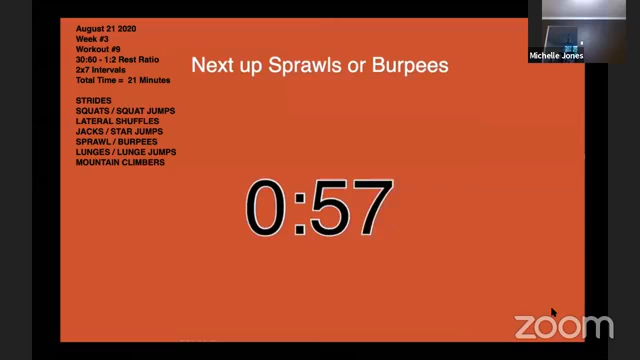 August 21 2020
Week #3
Workout #9
30:60 - 1:2 Rest Ratio
2x7 Intervals
Total Time = 21 Minutes
STRIDES
SQUATS / SQUAT JUMPS
LATERAL SHUFFLES
JACKS / STAR JUMPS
SPRAWL / BURPEES
LUNGES / LUNGE JUMPS
MOUNTAIN CLIMBERS
Next up Sprawls or Burpees
0:57
Michelle Jones
zoom